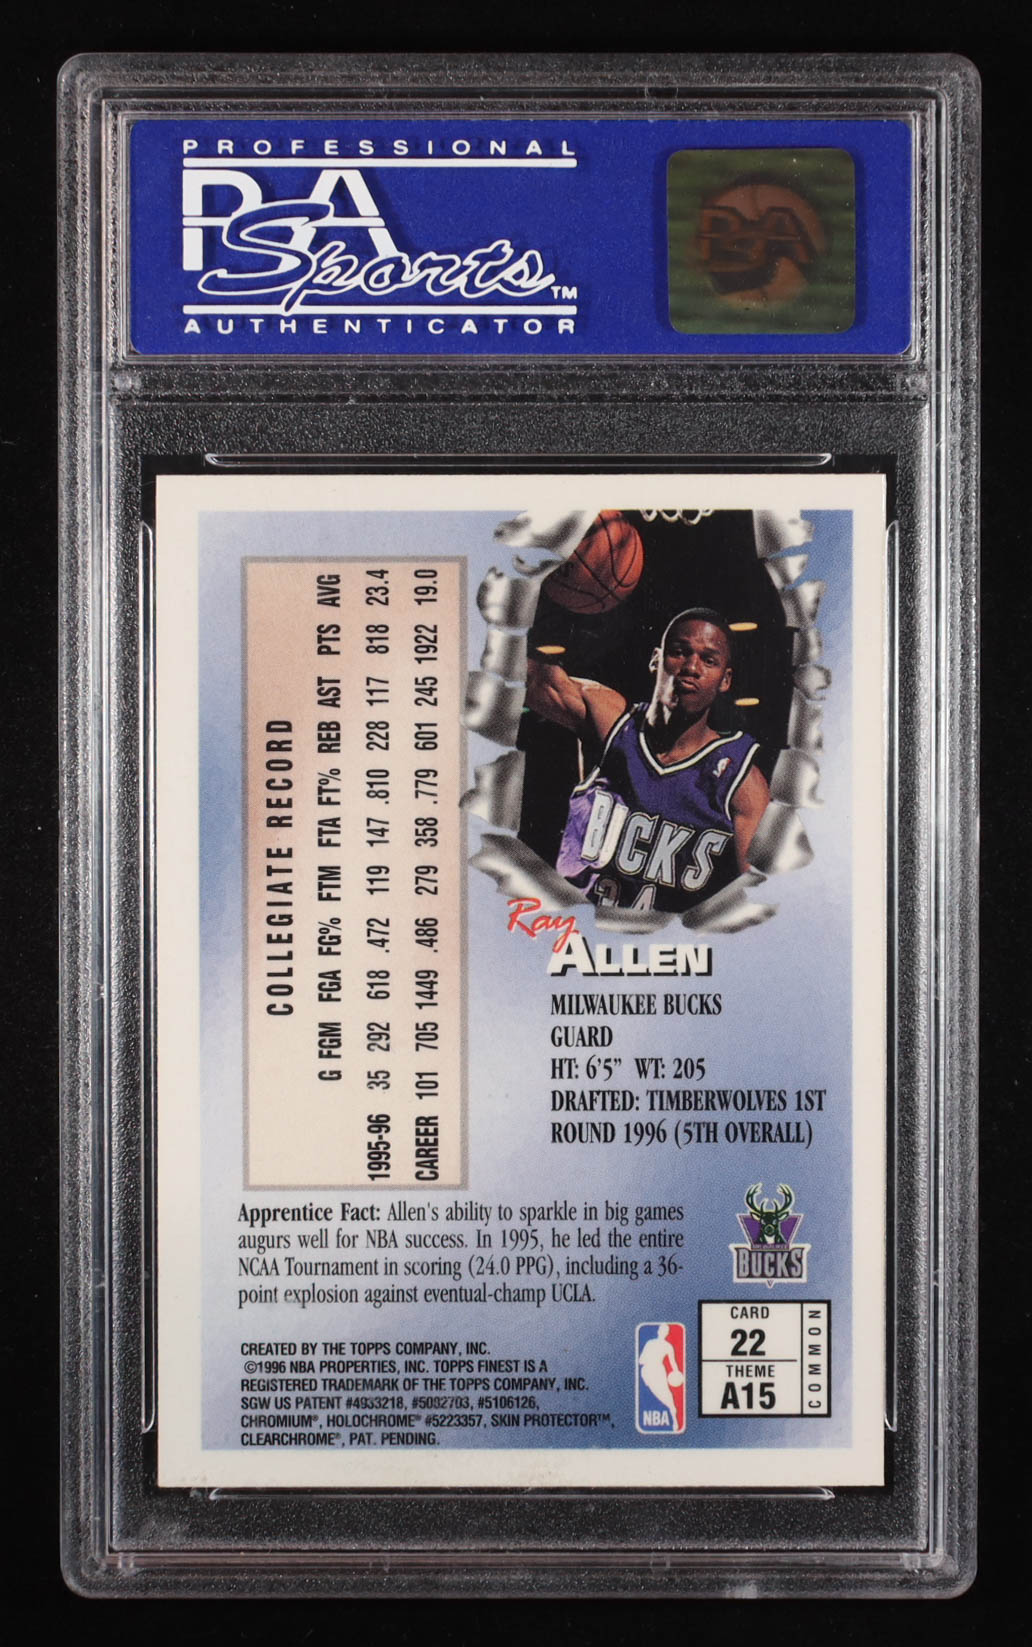 PROFESSIONAL
PSA
Sports™
AUTHENTICATOR
PSA
COLLEGIATE RECORD
G FGM FGA FG% FTM FTA FT% REB AST PTS AVG
1995-96 35 292 618 .472 119 147 .810 228 117 818 23.4
CAREER 101 705 1449 .486 279 358 .779 601 245 1922 19.0
BUCKS
34
Ray
ALLEN
MILWAUKEE BUCKS
GUARD
HT: 6'5" WT: 205
DRAFTED: TIMBERWOLVES 1ST
ROUND 1996 (5TH OVERALL)
Apprentice Fact: Allen's ability to sparkle in big games
augurs well for NBA success. In 1995, he led the entire
NCAA Tournament in scoring (24.0 PPG), including a 36-
point explosion against eventual-champ UCLA.
BUCKS
CREATED BY THE TOPPS COMPANY, INC.
©1996 NBA PROPERTIES, INC. TOPPS FINEST IS A
REGISTERED TRADEMARK OF THE TOPPS COMPANY, INC.
SGW US PATENT #4933218, #5082703, #5106126,
CHROMIUM®, HOLOCHROME® #5223357, SKIN PROTECTOR™,
CLEARCHROME®, PAT. PENDING.
NBA
CARD
22
THEME
A15
COMMON